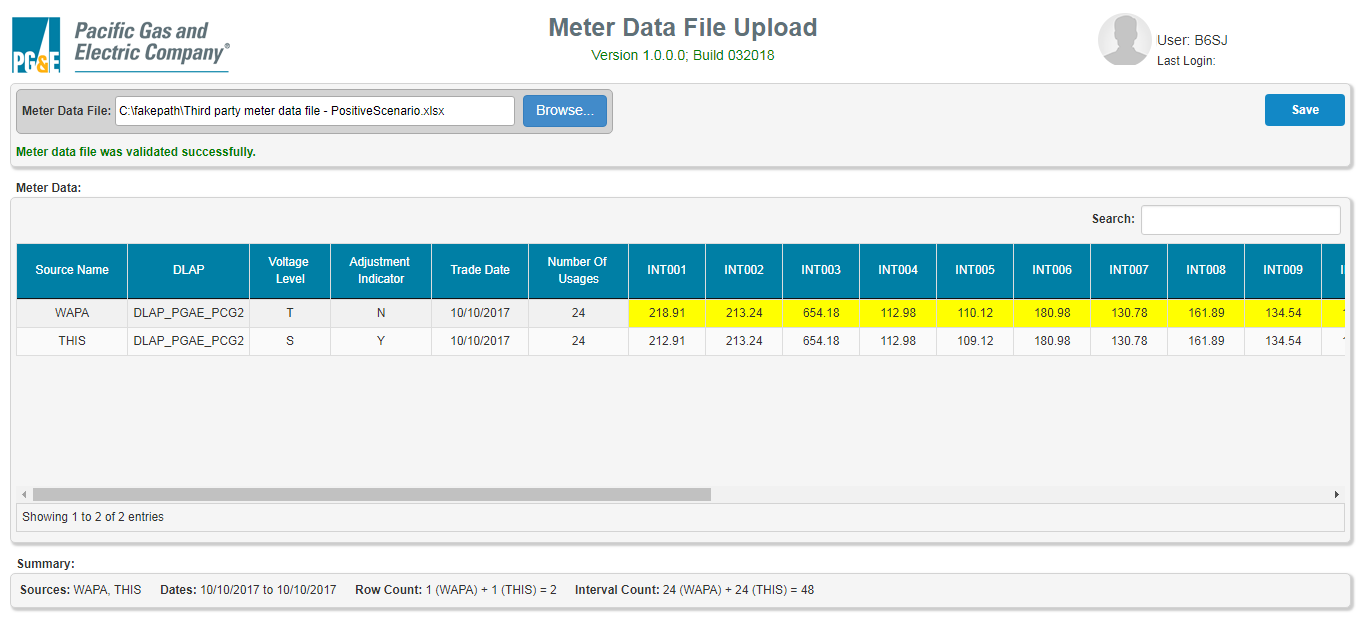 Pacific Gas and
Electric Company®
PG&E
Meter Data File Upload
Version 1.0.0.0; Build 032018
User: B6SJ
Last Login:
Meter Data File: C:\fakepath\Third party meter data file - PositiveScenario.xlsx Browse... Save
Meter data file was validated successfully.
Meter Data:
Search:
Source Name DLAP Voltage Level Adjustment Indicator Trade Date Number Of Usages INT001 INT002 INT003 INT004 INT005 INT006 INT007 INT008 INT009
WAPA DLAP_PGAE_PCG2 T N 10/10/2017 24 218.91 213.24 654.18 112.98 110.12 180.98 130.78 161.89 134.54
THIS DLAP_PGAE_PCG2 S Y 10/10/2017 24 212.91 213.24 654.18 112.98 109.12 180.98 130.78 161.89 134.54
Showing 1 to 2 of 2 entries
Summary:
Sources: WAPA, THIS Dates: 10/10/2017 to 10/10/2017 Row Count: 1 (WAPA) + 1 (THIS) = 2 Interval Count: 24 (WAPA) + 24 (THIS) = 48